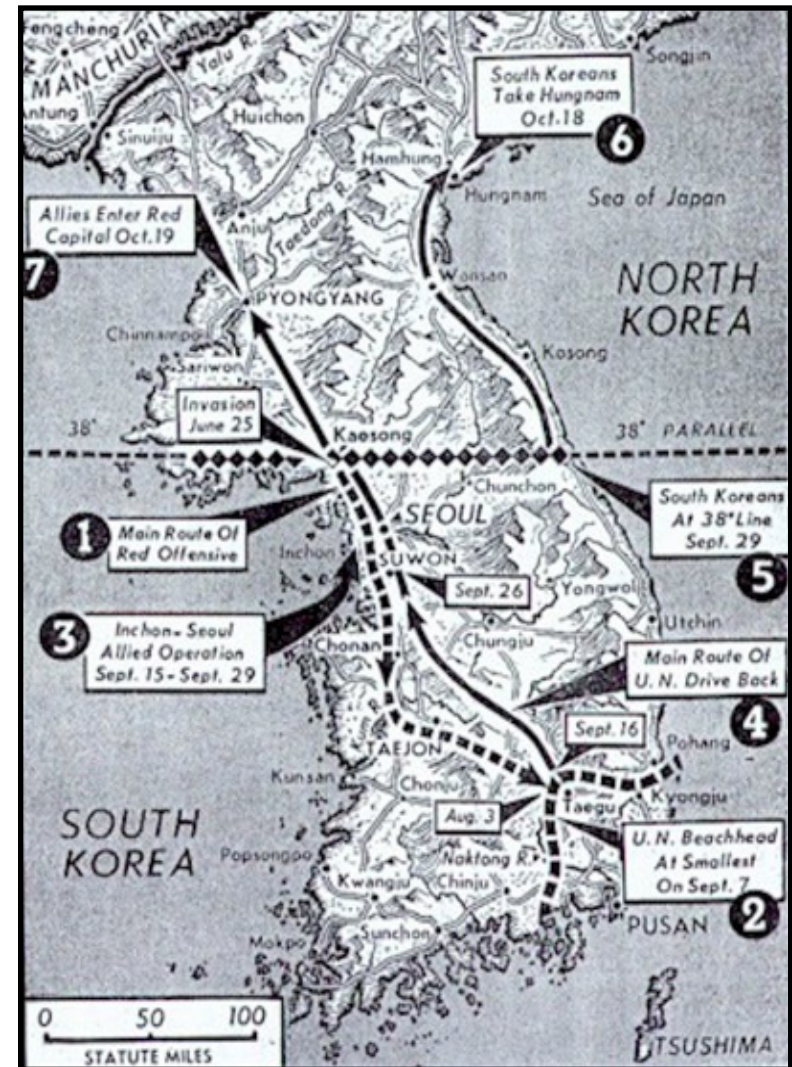 Fengcheng
MANCHURIA
Antung
Yalu R.
Sinuiju
Huichon
Songjin
South Koreans
Take Hungnam
Oct. 18
6
Hamhung
Hungnam
Sea of Japan
Allies Enter Red
Capital Oct. 19
7
Anju
Taedong R.
Wonsan
NORTH
KOREA
PYONGYANG
Chinnampo
Sariwon
Kosong
Invasion
June 25
Kaesong
38°
38° PARALLEL
Chunchon
South Koreans
At 38° Line
Sept. 29
5
1
Main Route Of
Red Offensive
SEOUL
Inchon
SUWON
Sept. 26
Yongwol
Utchin
3
Inchon-Seoul
Allied Operation
Sept. 15-Sept. 29
Chonan
Chungju
Main Route Of
U. N. Drive Back
4
Kum R.
TAEJON
Sept. 16
Pohang
Kunsan
Chonju
Aug. 3
Taegu
Kyongju
SOUTH
KOREA
Popsongpo
Naktong R.
Kwangju
Chinju
U. N. Beachhead
At Smallest
On Sept. 7
2
PUSAN
Mokpo
Sunchon
0 50 100
STATUTE MILES
TSUSHIMA